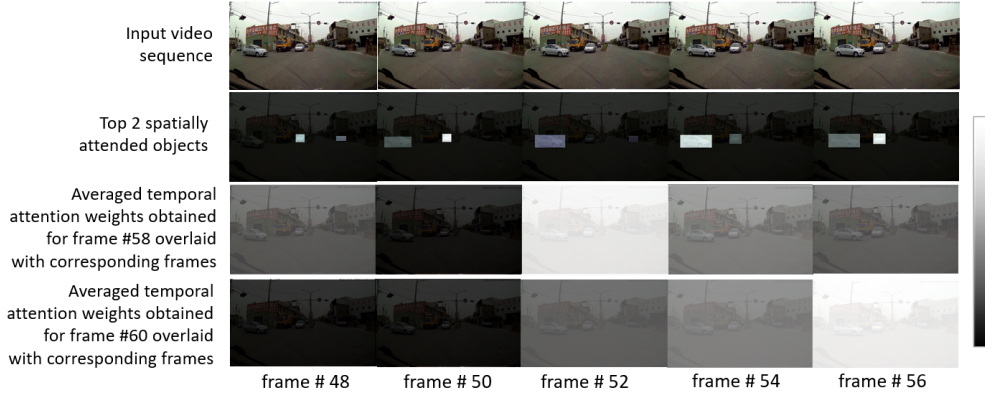 Input video
sequence
Top 2 spatially
attended objects
Averaged temporal
attention weights obtained
for frame #58 overlaid
with corresponding frames
Averaged temporal
attention weights obtained
for frame #60 overlaid
with corresponding frames
frame # 48
frame # 50
frame # 52
frame # 54
frame # 56